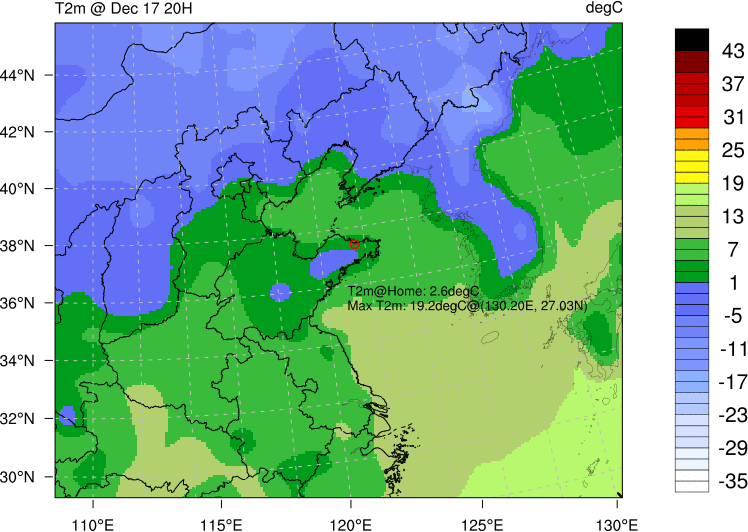 T2m @ Dec 17 20H
degC
44°N
42°N
40°N
38°N
36°N
34°N
32°N
30°N
T2m@Home: 2.6degC
Max T2m: 19.2degC@(130.20E, 27.03N)
110°E
115°E
120°E
125°E
130°E
43
37
31
25
19
13
7
1
-5
-11
-17
-23
-29
-35